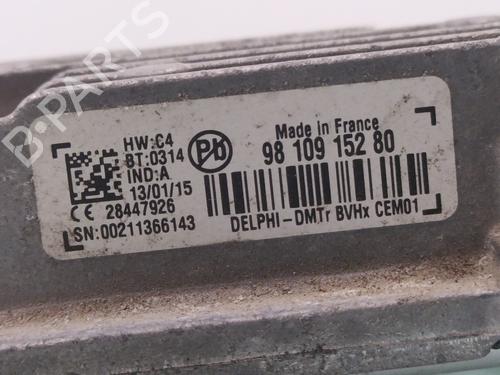 HW:C4
BT:0314
IND:A
13/01/15
CE 28447926
SN:00211366143
Pb
Made in France
98 109 152 80
DELPHI-DMTr BVHx CEM01
B-PARTS